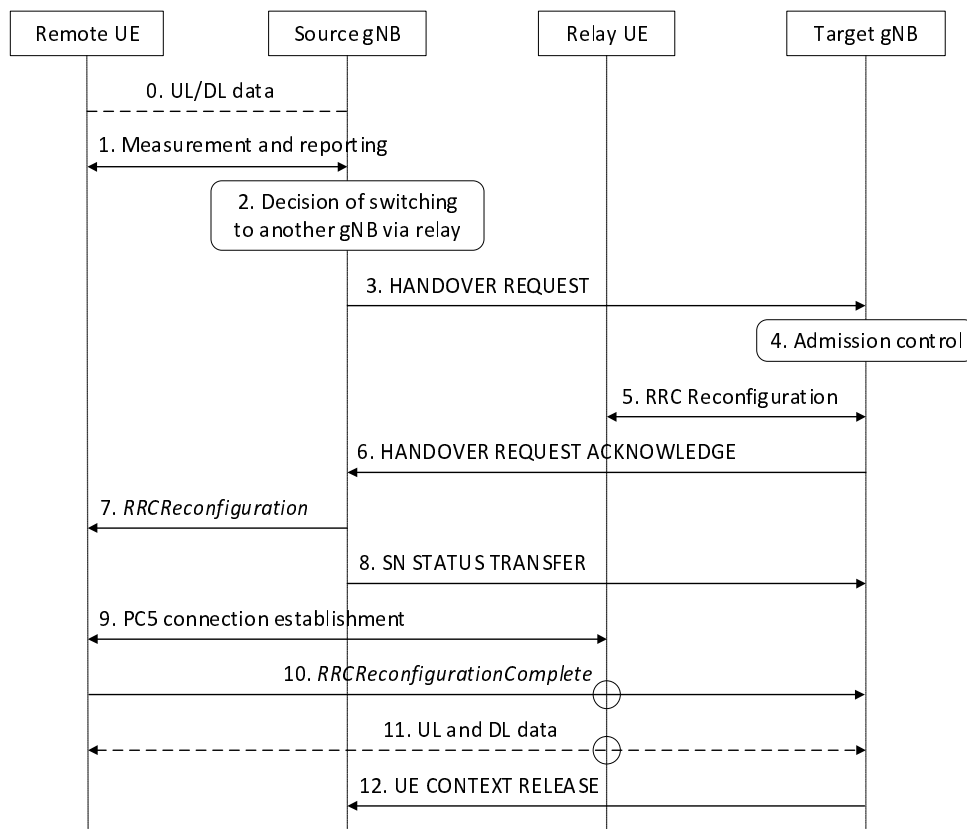 Remote UE
Source gNB
Relay UE
Target gNB
0. UL/DL data
1. Measurement and reporting
2. Decision of switching
to another gNB via relay
3. HANDOVER REQUEST
4. Admission control
5. RRC Reconfiguration
6. HANDOVER REQUEST ACKNOWLEDGE
7. RRCReconfiguration
8. SN STATUS TRANSFER
9. PC5 connection establishment
10. RRCReconfigurationComplete
11. UL and DL data
12. UE CONTEXT RELEASE